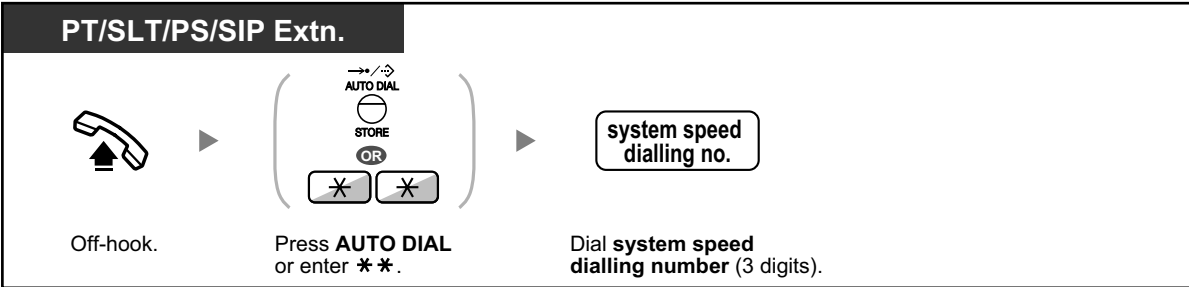 PT/SLT/PS/SIP Extn.
AUTO DIAL
STORE
OR
* *
system speed
dialling no.
Off-hook.
Press AUTO DIAL
or enter * *.
Dial system speed
dialling number (3 digits).